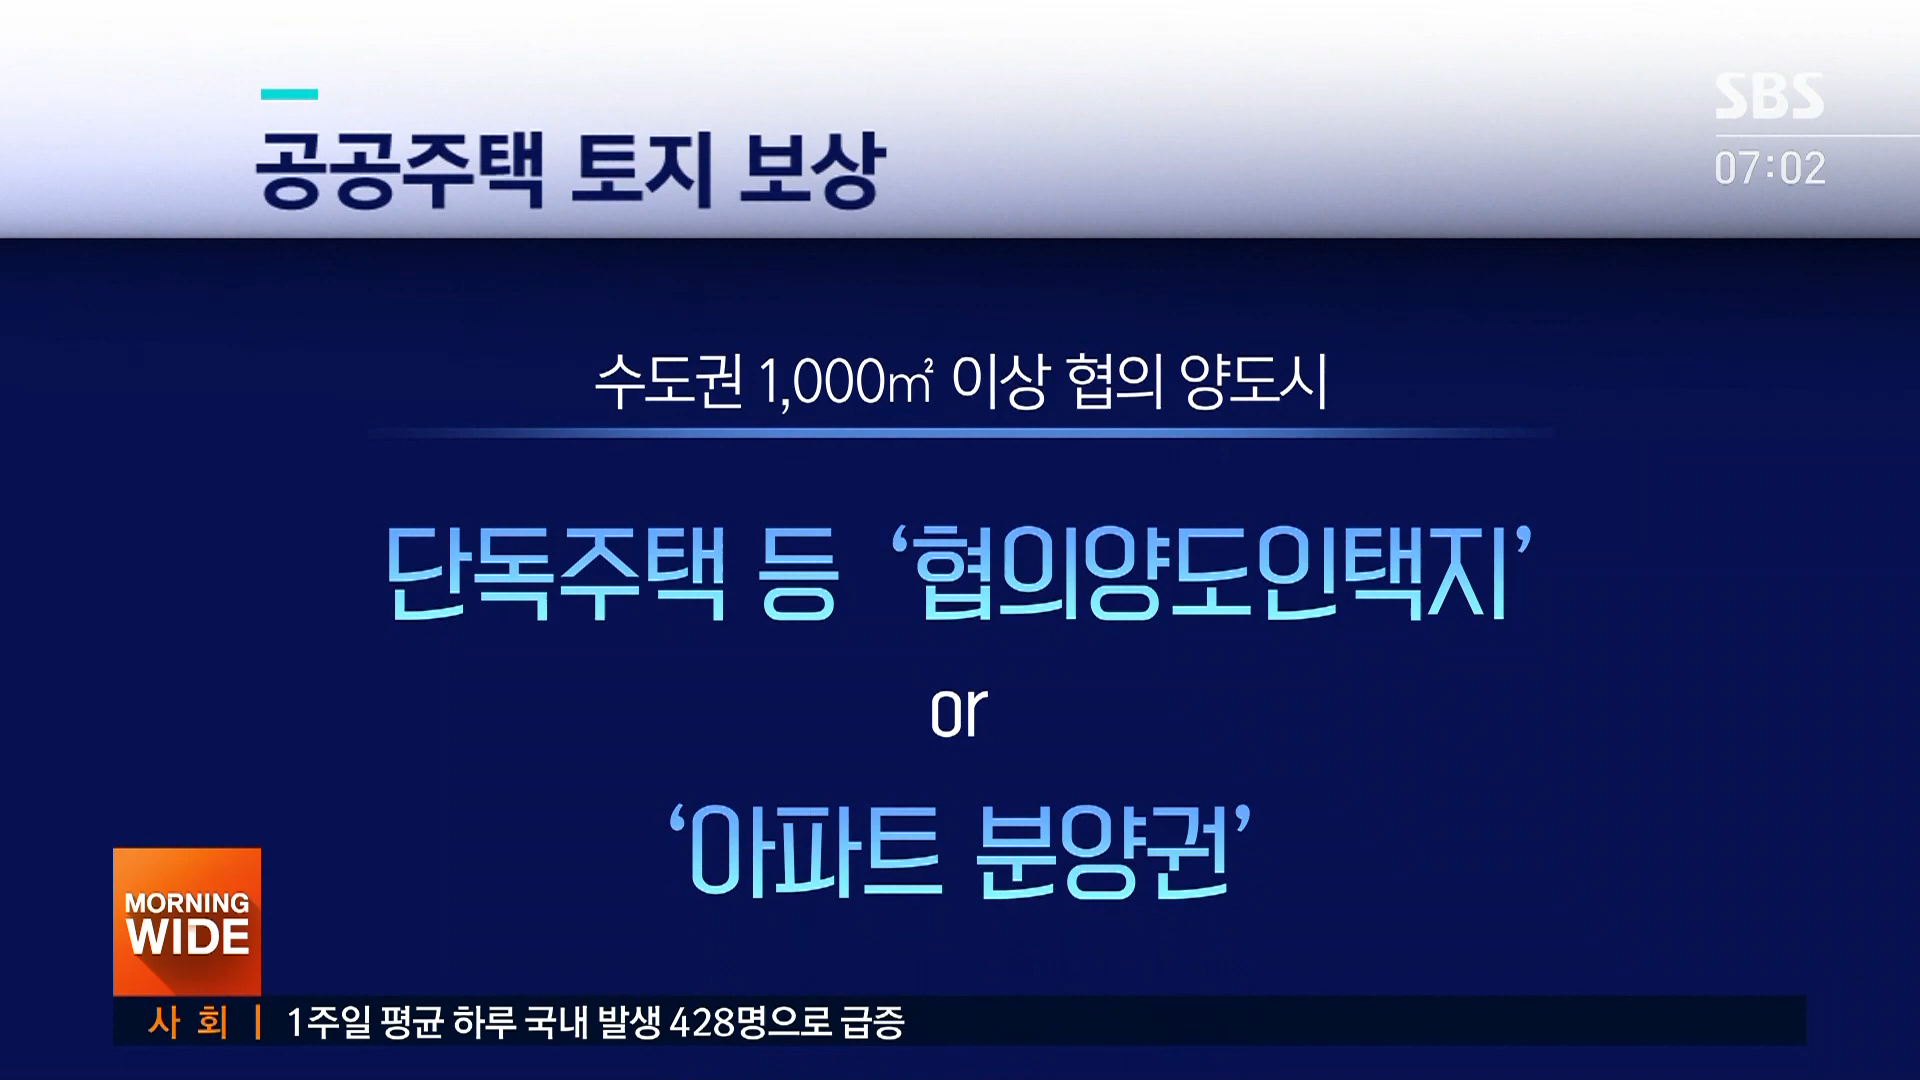 공공주택 토지 보상
SBS
07:02
수도권 1,000㎡ 이상 협의 양도시
단독주택 등 ‘협의양도인택지’
or
‘아파트 분양권’
MORNING
WIDE
사 회 | 1주일 평균 하루 국내 발생 428명으로 급증